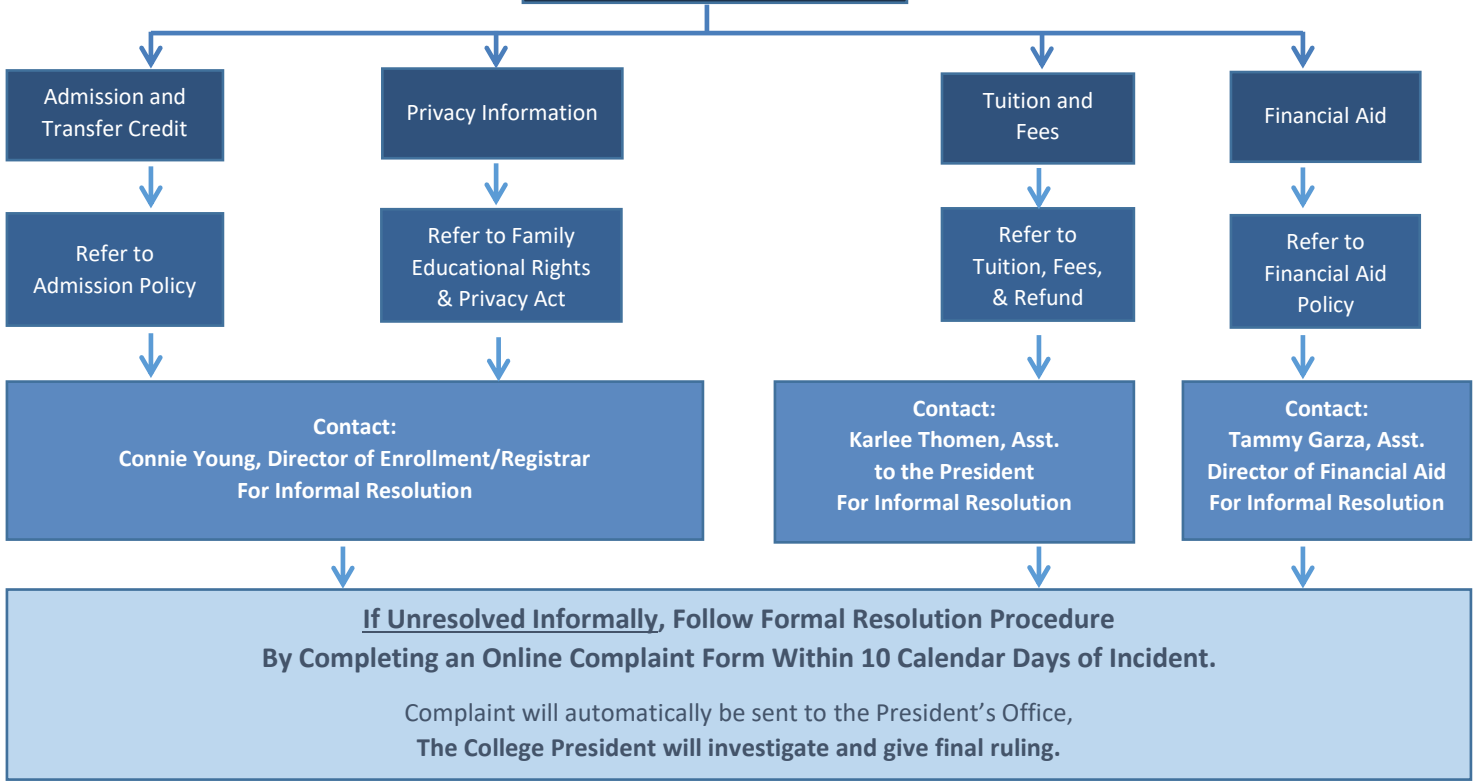 Admission and
Transfer Credit
Privacy Information
Tuition and
Fees
Financial Aid
Refer to
Admission Policy
Refer to Family
Educational Rights
& Privacy Act
Refer to
Tuition, Fees,
& Refund
Refer to
Financial Aid
Policy
Contact:
Connie Young, Director of Enrollment/Registrar
For Informal Resolution
Contact:
Karlee Thomen, Asst.
to the President
For Informal Resolution
Contact:
Tammy Garza, Asst.
Director of Financial Aid
For Informal Resolution
If Unresolved Informally, Follow Formal Resolution Procedure
By Completing an Online Complaint Form Within 10 Calendar Days of Incident.
Complaint will automatically be sent to the President’s Office,
The College President will investigate and give final ruling.